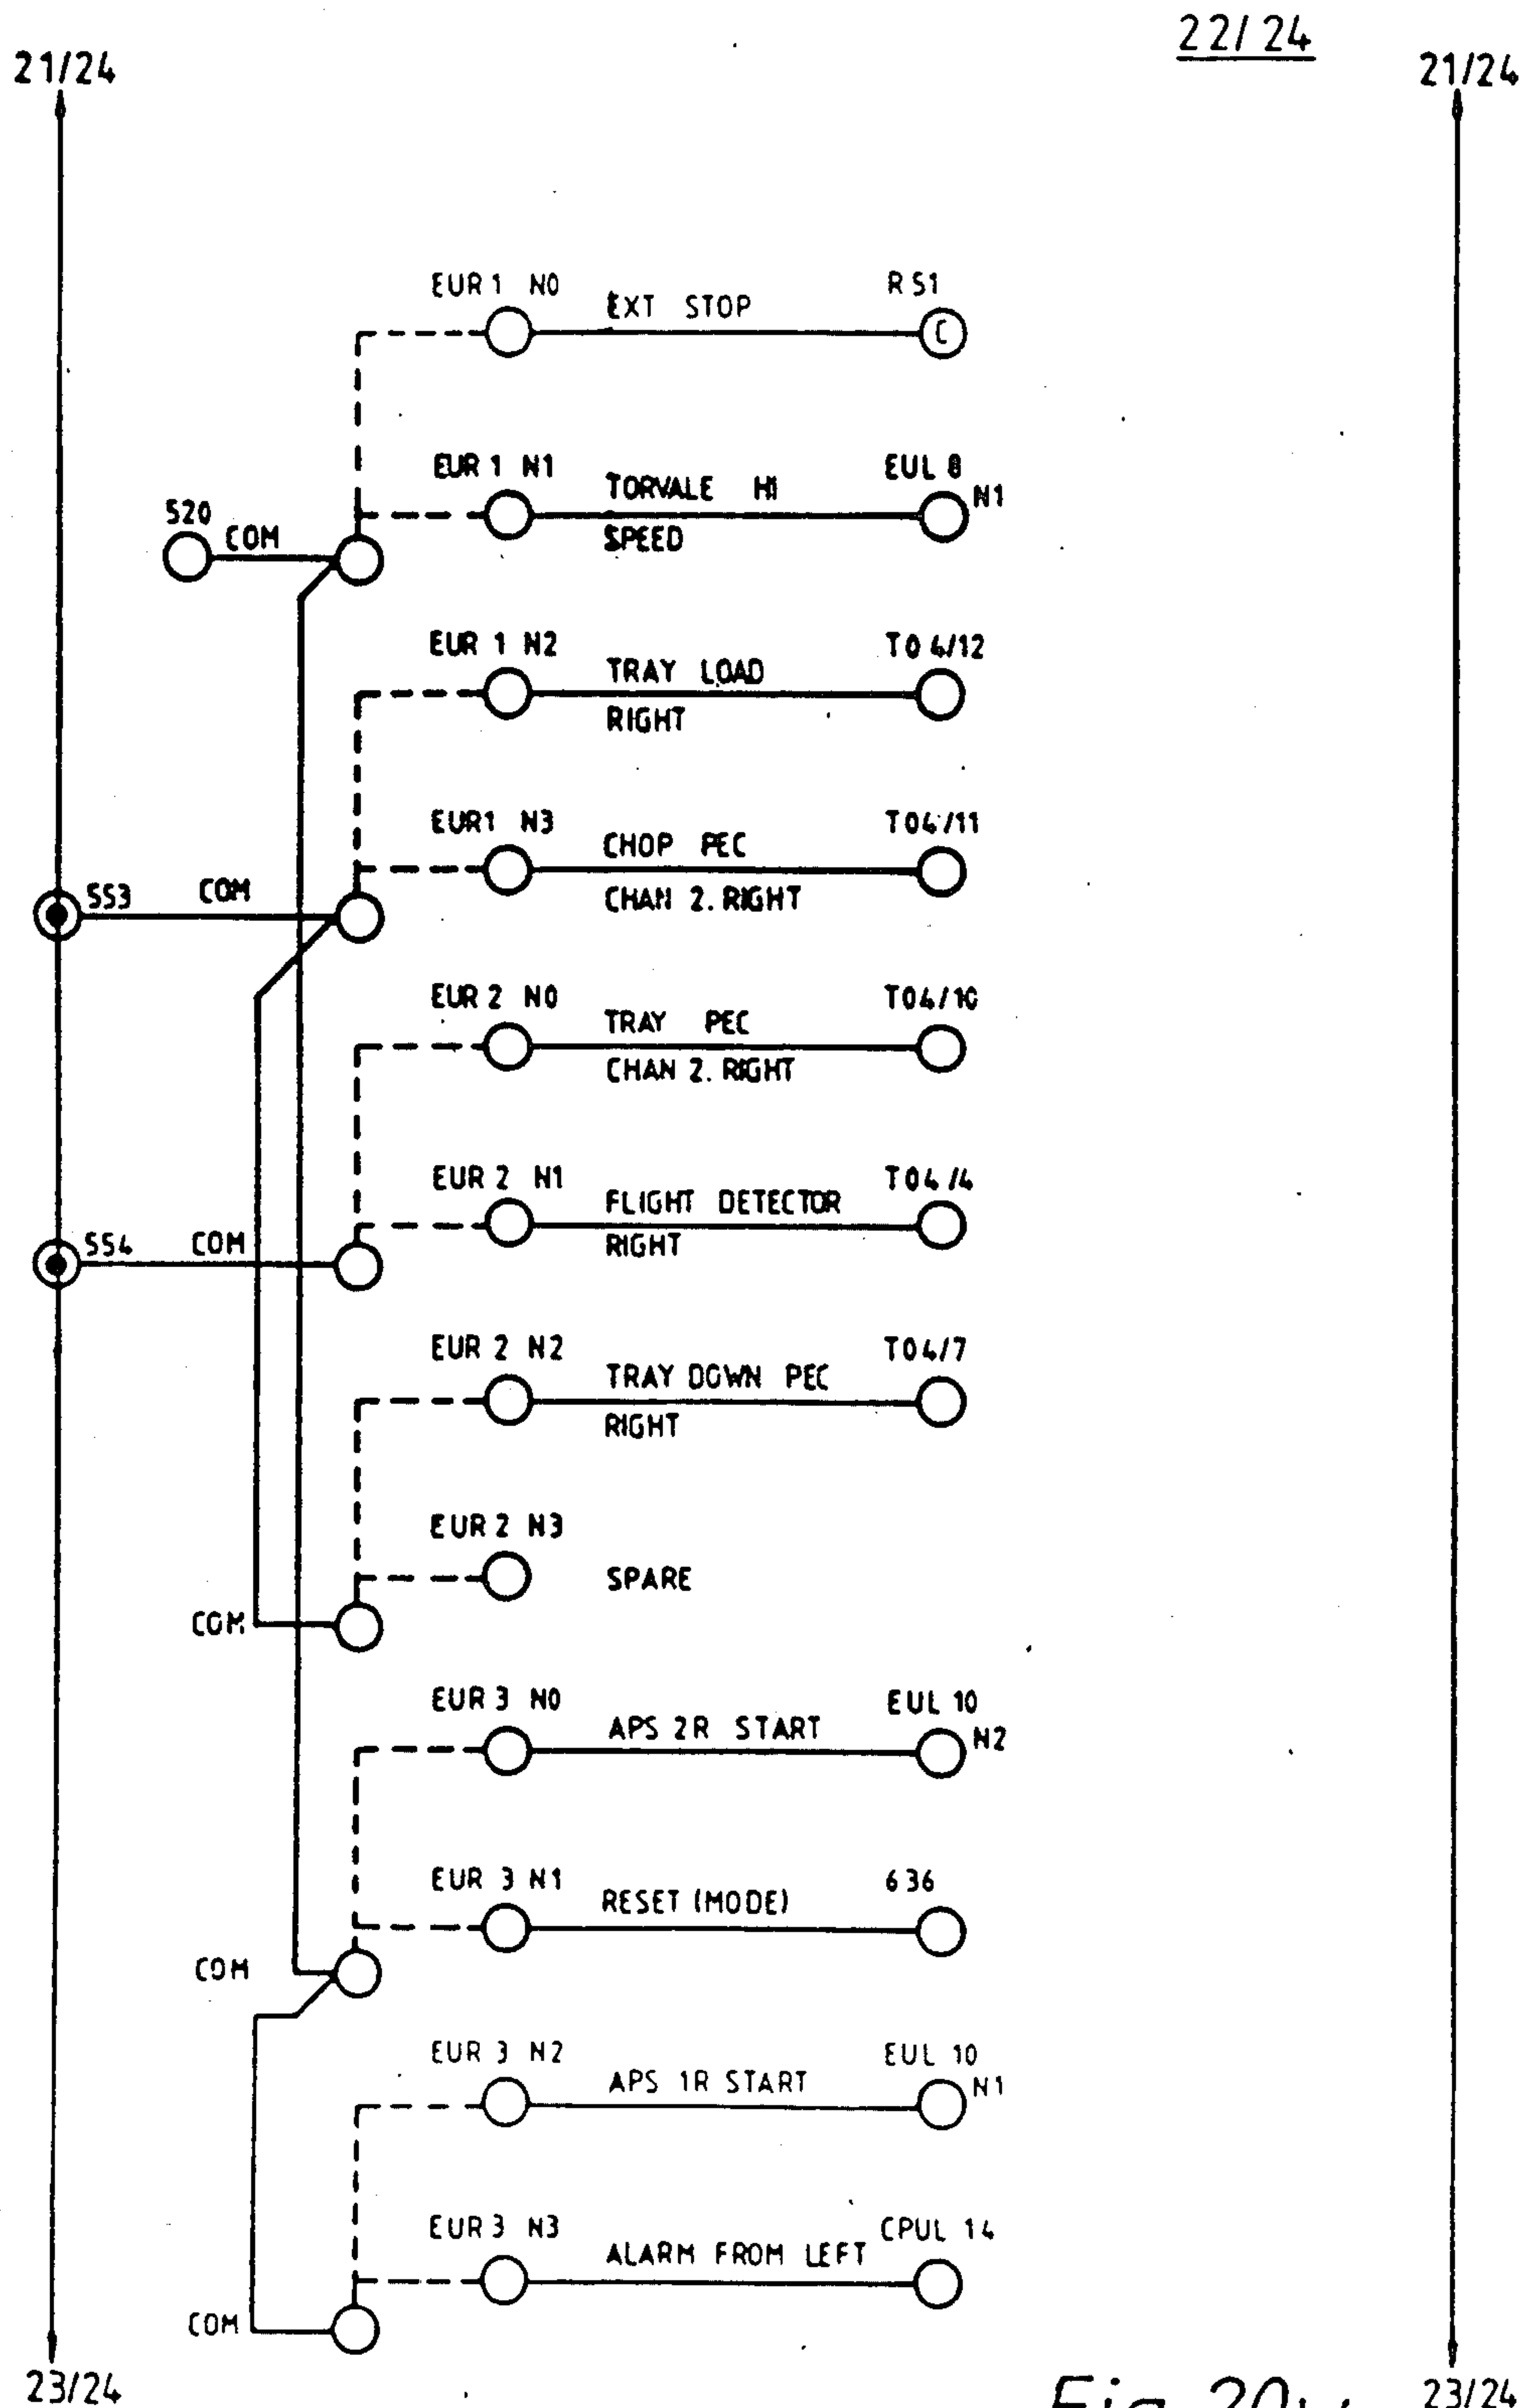 22/24
21/24
21/24
EUR 1 N0
EXT STOP
RS1
C
EUR 1 N1
TORVALE HI
SPEED
EUL 8
N1
520
COM
EUR 1 N2
TRAY LOAD
RIGHT
T04/12
EUR1 N3
CHOP PEC
CHAN 2. RIGHT
T04/11
553
COM
EUR 2 N0
TRAY PEC
CHAN 2. RIGHT
T04/10
EUR 2 N1
FLIGHT DETECTOR
RIGHT
T04/4
554
COM
EUR 2 N2
TRAY DOWN PEC
RIGHT
T04/7
EUR 2 N3
SPARE
COM
EUR 3 N0
APS 2R START
EUL 10
N2
EUR 3 N1
RESET (MODE)
636
COM
EUR 3 N2
APS 1R START
EUL 10
N1
EUR 3 N3
ALARM FROM LEFT
CPUL 14
COM
23/24
23/24